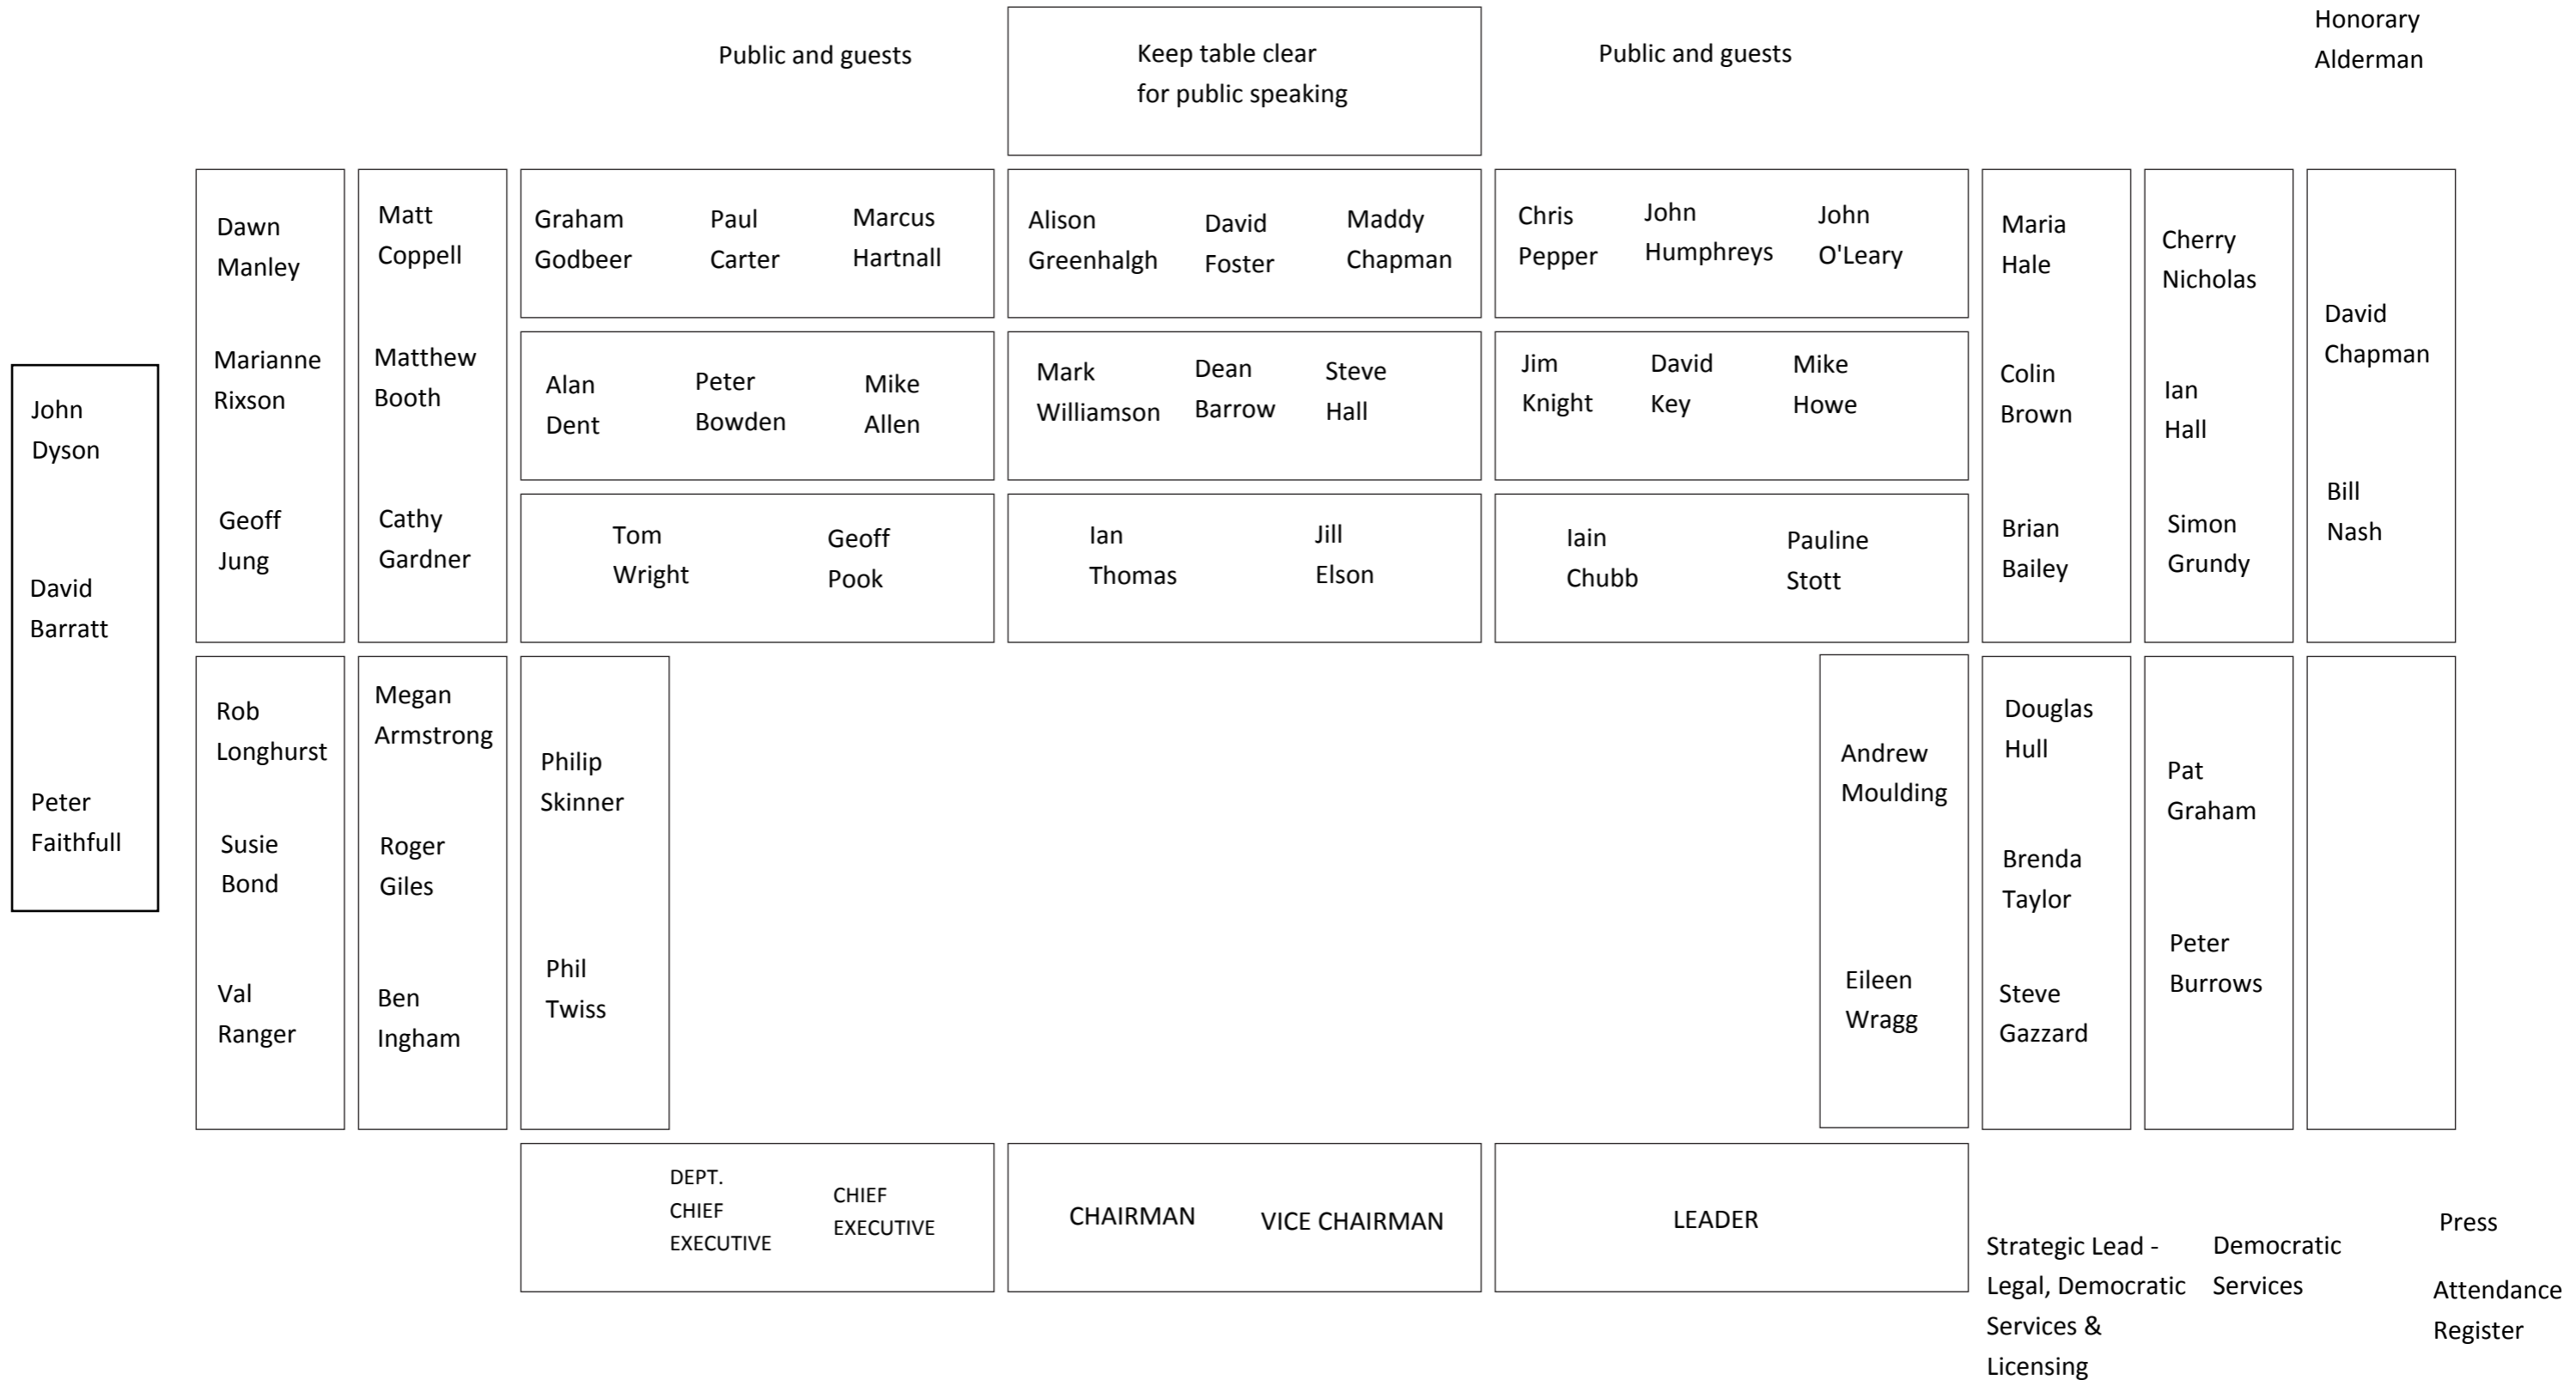 Public and guests
Keep table clear
for public speaking
Public and guests
Honorary
Alderman
John
Dyson
David
Barratt
Peter
Faithfull
Dawn
Manley
Marianne
Rixson
Geoff
Jung
Matt
Coppell
Matthew
Booth
Cathy
Gardner
Graham
Godbeer
Paul
Carter
Marcus
Hartnall
Alison
Greenhalgh
David
Foster
Maddy
Chapman
Chris
Pepper
John
Humphreys
John
O'Leary
Alan
Dent
Peter
Bowden
Mike
Allen
Mark
Williamson
Dean
Barrow
Steve
Hall
Jim
Knight
David
Key
Mike
Howe
Tom
Wright
Geoff
Pook
Ian
Thomas
Jill
Elson
Iain
Chubb
Pauline
Stott
Maria
Hale
Colin
Brown
Brian
Bailey
Cherry
Nicholas
Ian
Hall
Simon
Grundy
David
Chapman
Bill
Nash
Rob
Longhurst
Susie
Bond
Val
Ranger
Megan
Armstrong
Roger
Giles
Ben
Ingham
Philip
Skinner
Phil
Twiss
Andrew
Moulding
Eileen
Wragg
Douglas
Hull
Brenda
Taylor
Steve
Gazzard
Pat
Graham
Peter
Burrows
DEPT.
CHIEF
EXECUTIVE
CHIEF
EXECUTIVE
CHAIRMAN
VICE CHAIRMAN
LEADER
Strategic Lead -
Legal, Democratic
Services &
Licensing
Democratic
Services
Press
Attendance
Register